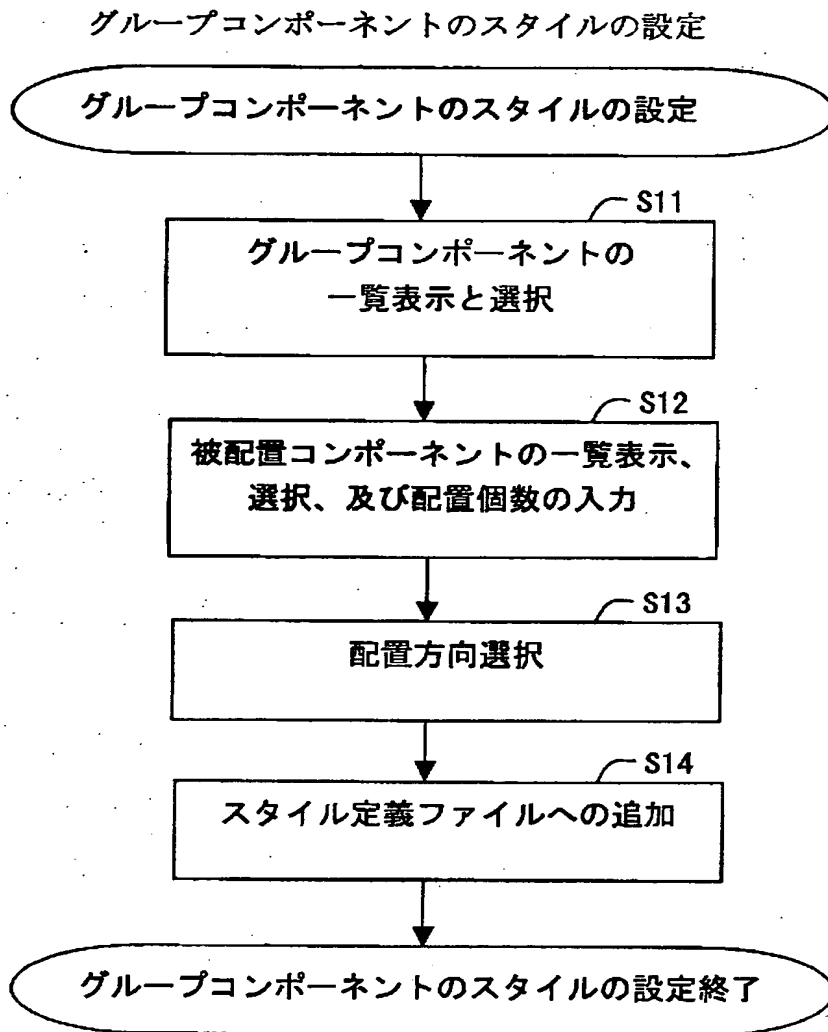 グループコンポーネントのスタイルの設定
グループコンポーネントのスタイルの設定
S11
グループコンポーネントの
一覧表示と選択
S12
被配置コンポーネントの一覧表示、
選択、及び配置個数の入力
S13
配置方向選択
S14
スタイル定義ファイルへの追加
グループコンポーネントのスタイルの設定終了